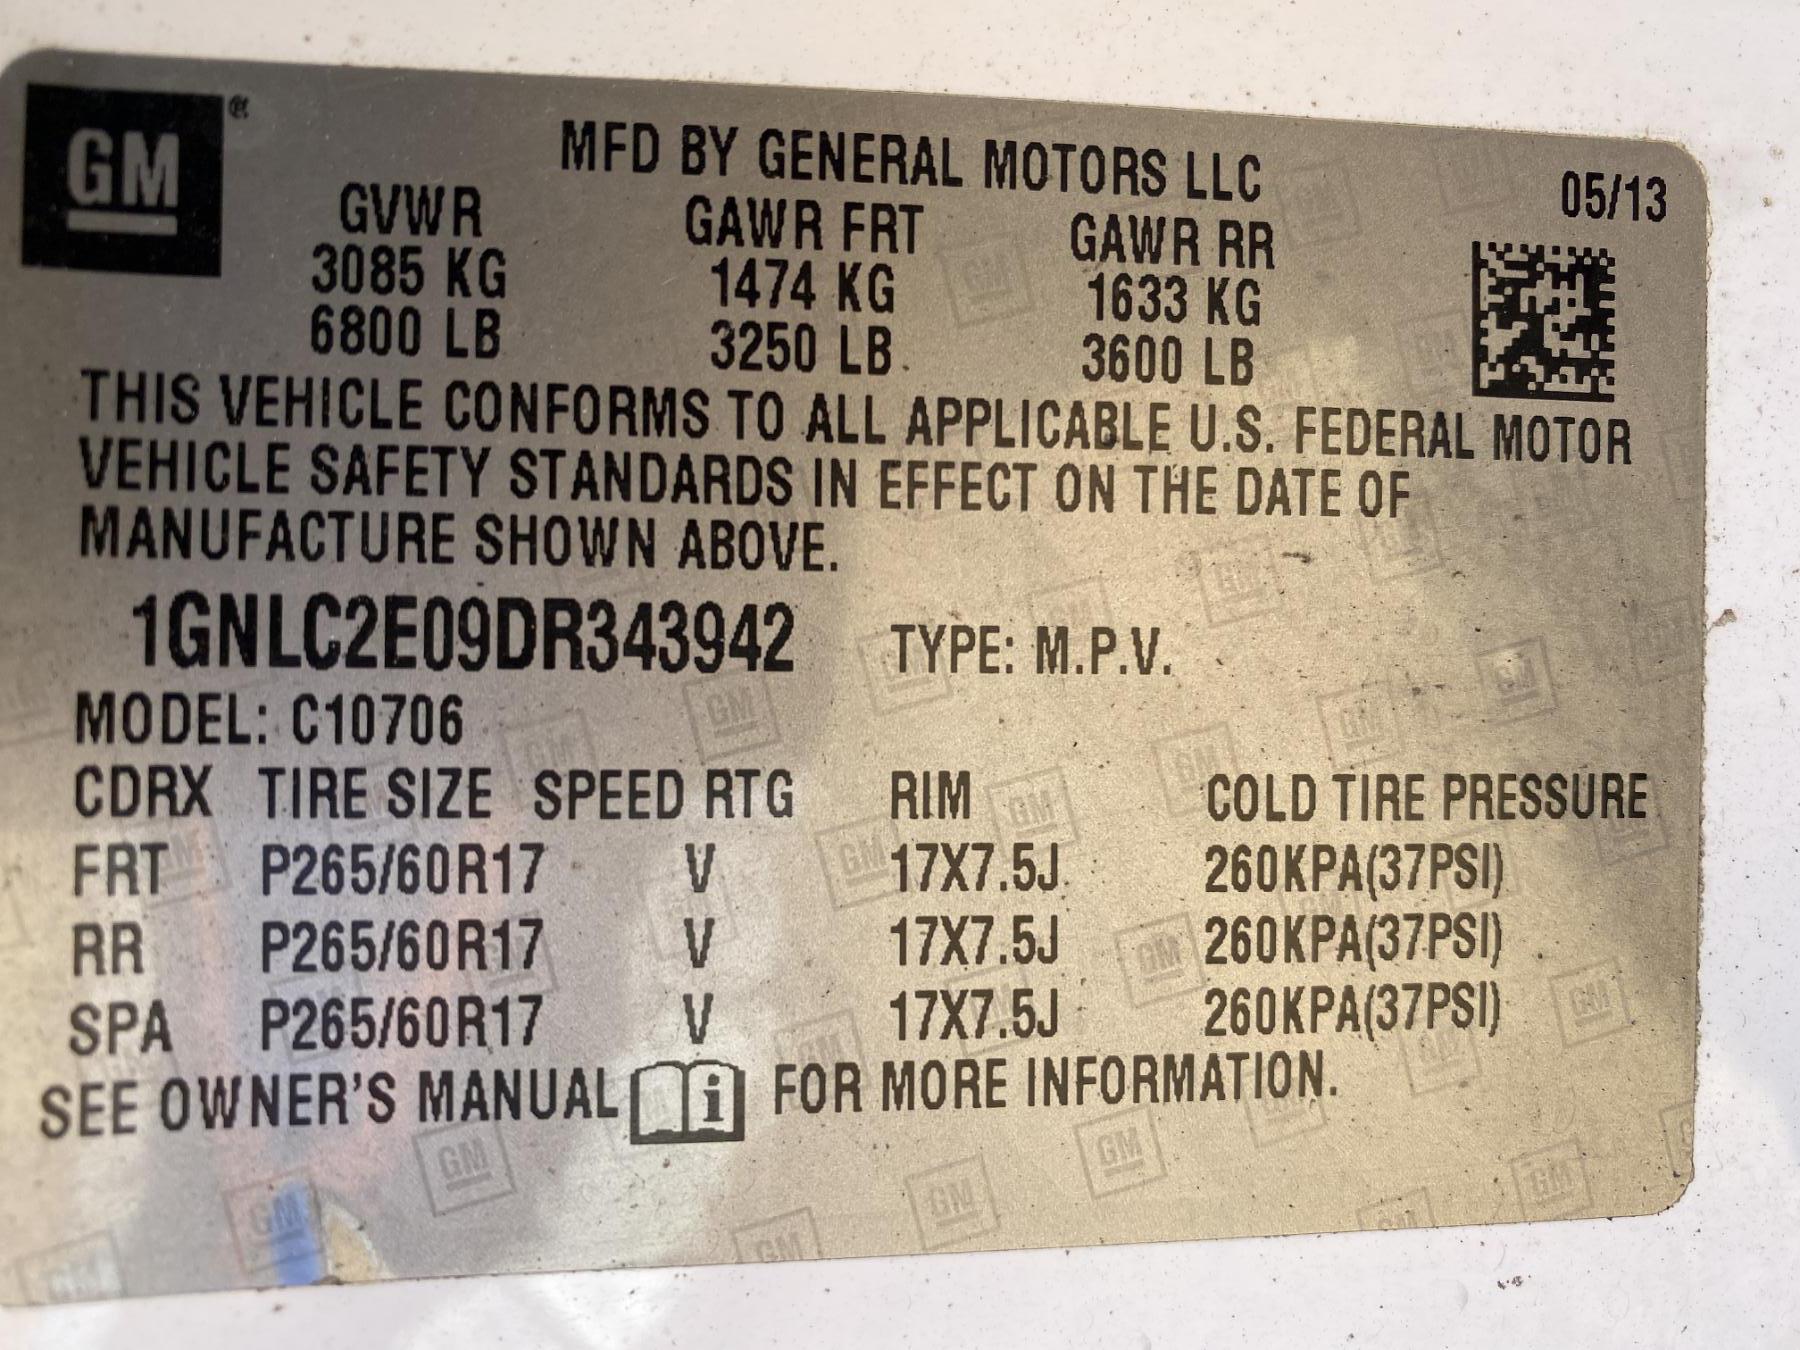 GM®
MFD BY GENERAL MOTORS LLC 05/13
GVWR GAWR FRT GAWR RR
3085 KG 1474 KG 1633 KG
6800 LB 3250 LB 3600 LB
THIS VEHICLE CONFORMS TO ALL APPLICABLE U.S. FEDERAL MOTOR
VEHICLE SAFETY STANDARDS IN EFFECT ON THE DATE OF
MANUFACTURE SHOWN ABOVE.
1GNLC2E09DR343942 TYPE: M.P.V.
MODEL: C10706
CDRX TIRE SIZE SPEED RTG RIM COLD TIRE PRESSURE
FRT P265/60R17 V 17X7.5J 260KPA(37PSI)
RR P265/60R17 V 17X7.5J 260KPA(37PSI)
SPA P265/60R17 V 17X7.5J 260KPA(37PSI)
SEE OWNER'S MANUAL i FOR MORE INFORMATION.